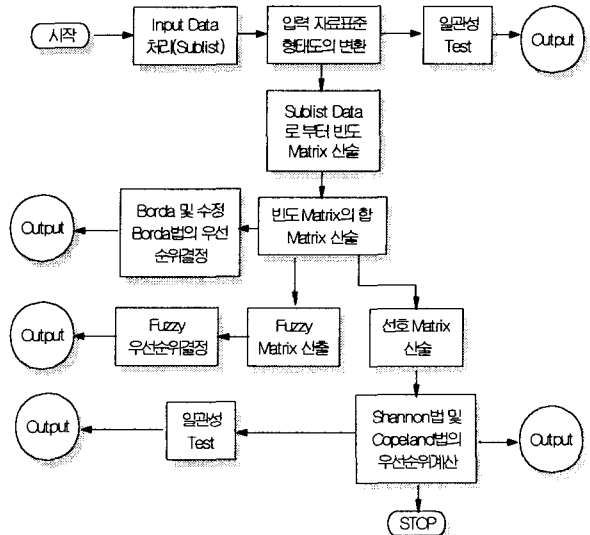 시작
Input Data
처리(Sublist)
입력 자료표준
형태도의 변환
일관성
Test
Output
Sublist Data
로 부터 빈도
Matrix 산술
Output
Borda 및 수정
Borda법의 우선
순위결정
빈도 Matrix의 합
Matrix 산술
Output
Fuzzy
우선순위결정
Fuzzy
Matrix 산출
선호 Matrix
산술
Output
일관성
Test
Shannon법 및
Copeland법의
우선순위계산
Output
STOP